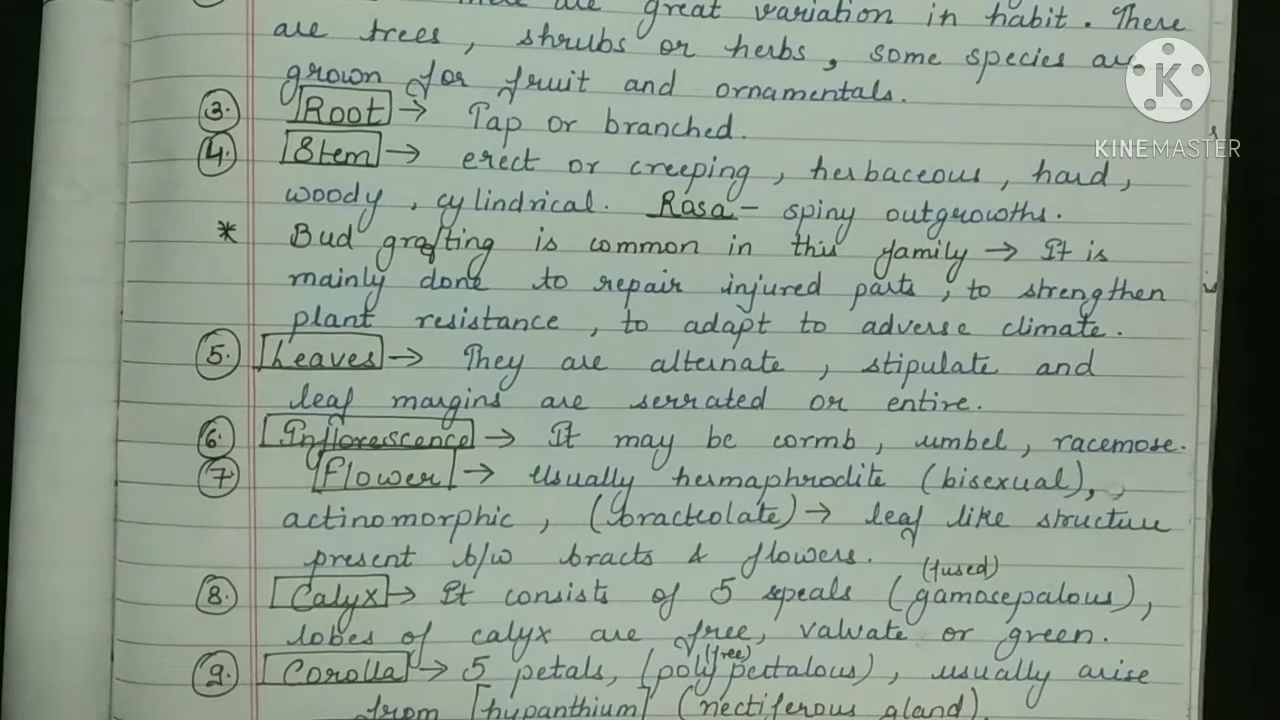 There are great variation in habit. There
are trees, shrubs or herbs, some species are
grown for fruit and ornamentals.
3. Root → Tap or branched.
4. Stem → erect or creeping, herbaceous, hard,
woody, cylindrical. Rasa - spiny outgrowths.
* Bud grafting is common in this family → It is
mainly done to repair injured parts, to strengthen
plant resistance, to adapt to adverse climate.
5. Leaves → They are alternate, stipulate and
leaf margins are serrated or entire.
6. Inflorescence → It may be cormb, umbel, racemose.
7 Flower → Usually hermaphrodite (bisexual),
actinomorphic, (bracteolate) → leaf like structure
present b/w bracts & flowers.
(fused)
8. Calyx → It consists of 5 speals (gamosepalous),
lobes of calyx are free, valvate or green.
(free)
9. Corolla → 5 petals, (polypettalous), usually arise
from [hypanthium] (nectiferous gland).
K
KINEMASTER